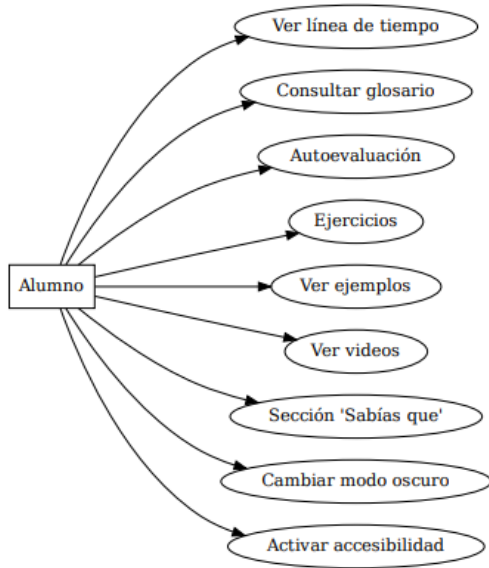 Ver línea de tiempo
Consultar glosario
Autoevaluación
Ejercicios
Alumno
Ver ejemplos
Ver videos
Sección 'Sabías que'
Cambiar modo oscuro
Activar accesibilidad